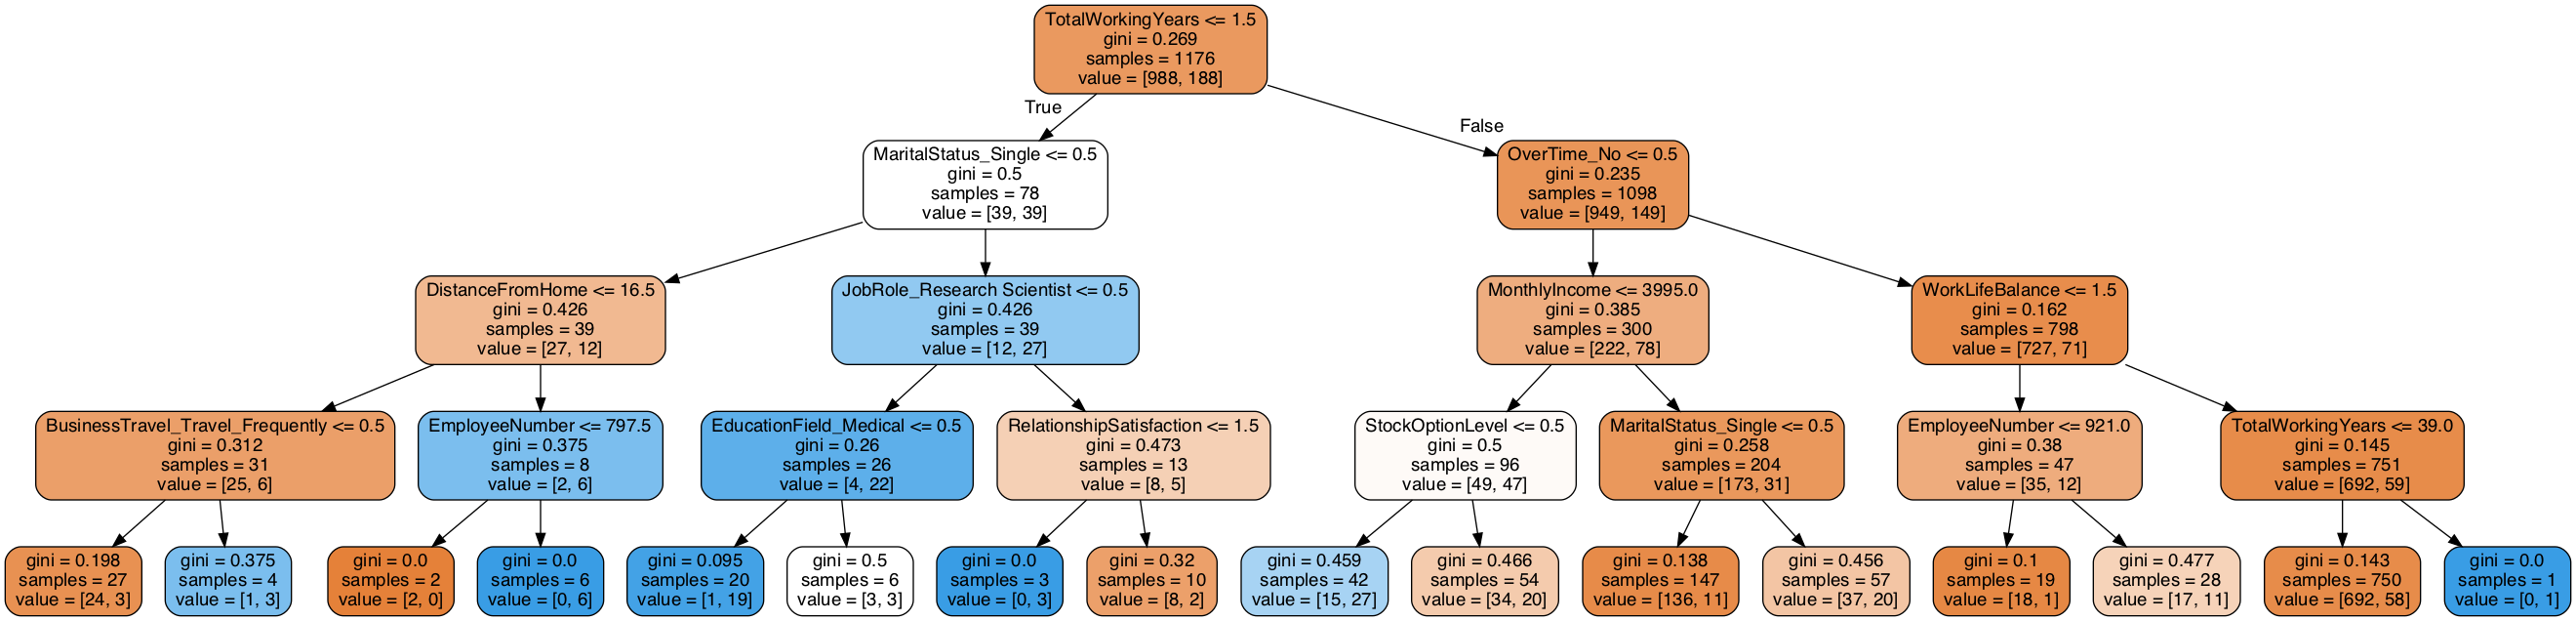 TotalWorkingYears <= 1.5
gini = 0.269
samples = 1176
value = [988, 188]
True
False
MaritalStatus_Single <= 0.5
gini = 0.5
samples = 78
value = [39, 39]
OverTime_No <= 0.5
gini = 0.235
samples = 1098
value = [949, 149]
DistanceFromHome <= 16.5
gini = 0.426
samples = 39
value = [27, 12]
JobRole_Research Scientist <= 0.5
gini = 0.426
samples = 39
value = [12, 27]
MonthlyIncome <= 3995.0
gini = 0.385
samples = 300
value = [222, 78]
WorkLifeBalance <= 1.5
gini = 0.162
samples = 798
value = [727, 71]
BusinessTravel_Travel_Frequently <= 0.5
gini = 0.312
samples = 31
value = [25, 6]
EmployeeNumber <= 797.5
gini = 0.375
samples = 8
value = [2, 6]
EducationField_Medical <= 0.5
gini = 0.26
samples = 26
value = [4, 22]
RelationshipSatisfaction <= 1.5
gini = 0.473
samples = 13
value = [8, 5]
StockOptionLevel <= 0.5
gini = 0.5
samples = 96
value = [49, 47]
MaritalStatus_Single <= 0.5
gini = 0.258
samples = 204
value = [173, 31]
EmployeeNumber <= 921.0
gini = 0.38
samples = 47
value = [35, 12]
TotalWorkingYears <= 39.0
gini = 0.145
samples = 751
value = [692, 59]
gini = 0.198
samples = 27
value = [24, 3]
gini = 0.375
samples = 4
value = [1, 3]
gini = 0.0
samples = 2
value = [2, 0]
gini = 0.0
samples = 6
value = [0, 6]
gini = 0.095
samples = 20
value = [1, 19]
gini = 0.5
samples = 6
value = [3, 3]
gini = 0.0
samples = 3
value = [0, 3]
gini = 0.32
samples = 10
value = [8, 2]
gini = 0.459
samples = 42
value = [15, 27]
gini = 0.466
samples = 54
value = [34, 20]
gini = 0.138
samples = 147
value = [136, 11]
gini = 0.456
samples = 57
value = [37, 20]
gini = 0.1
samples = 19
value = [18, 1]
gini = 0.477
samples = 28
value = [17, 11]
gini = 0.143
samples = 750
value = [692, 58]
gini = 0.0
samples = 1
value = [0, 1]